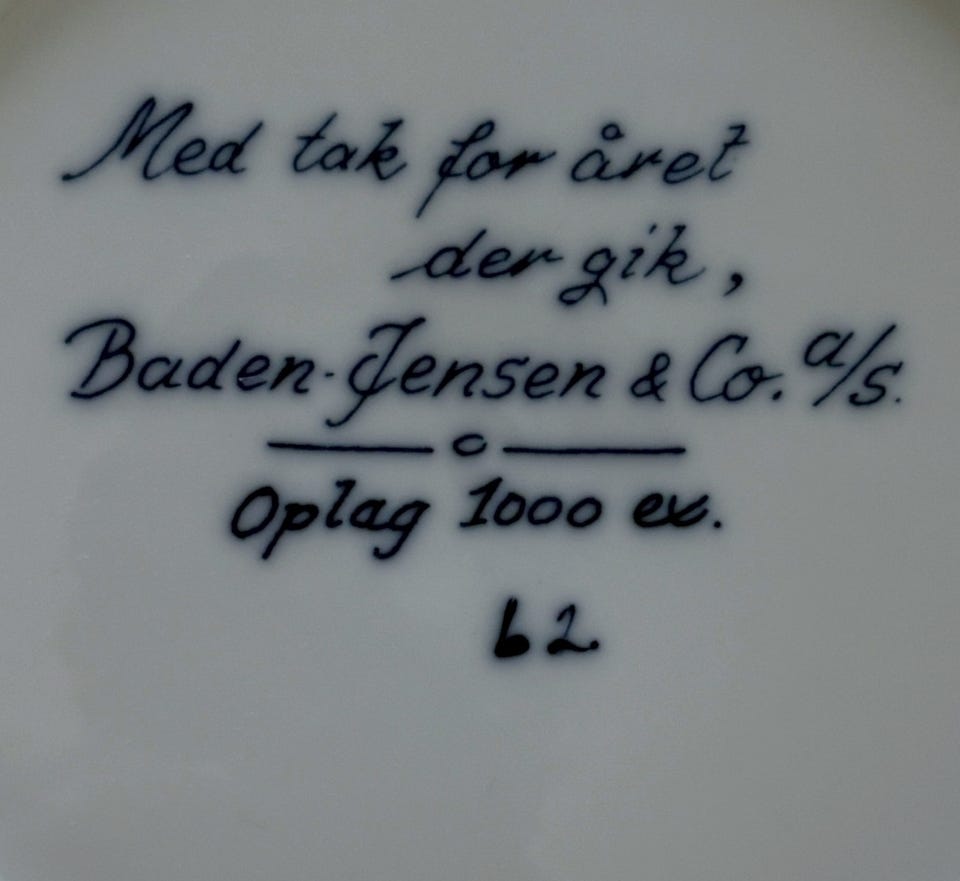 Med tak for året
der gik,
Baden-Jensen & Co. a/s.
Oplag 1000 ex.
62